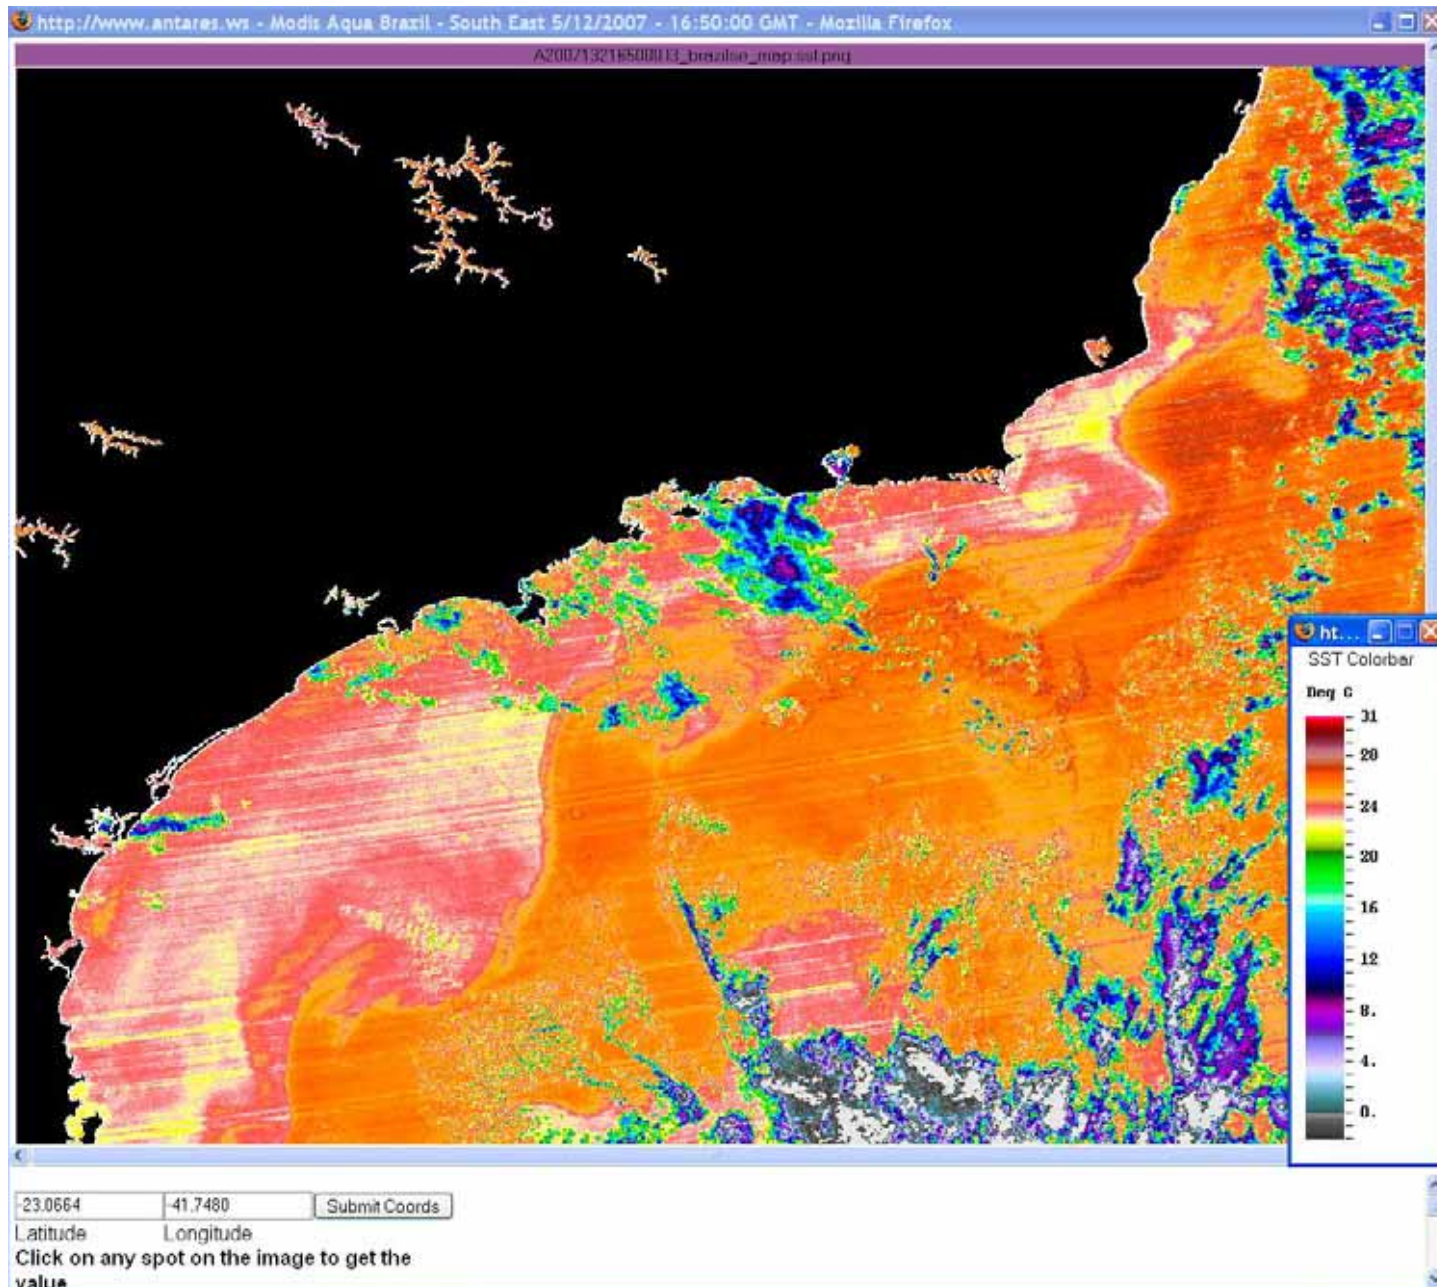 http://www.antares.ws - Modis Aqua Brazil - South East 5/12/2007 - 16:50:00 GMT - Mozilla Firefox
ht...
SST Colorbar
Deg C
31
28
24
20
16
12
8.
4.
0.
-23.0664 -41.7480 Submit Coords
Latitude Longitude
Click on any spot on the image to get the
value